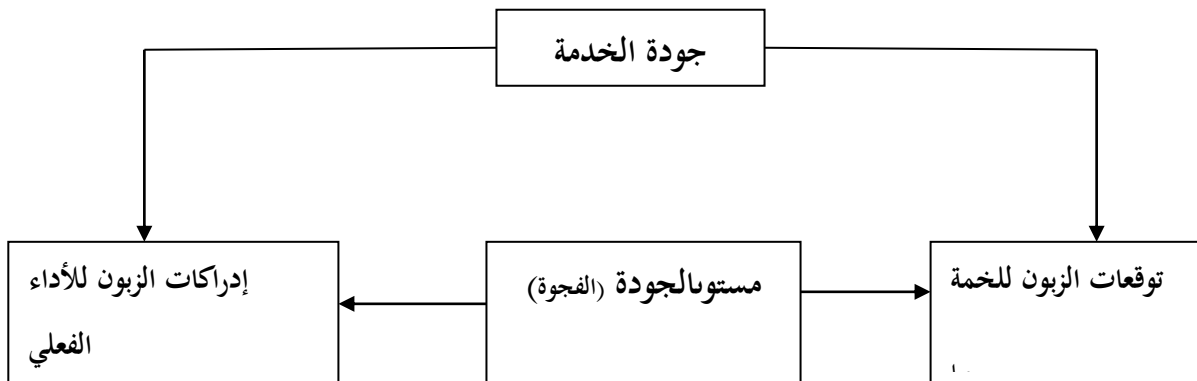 جودة الخدمة
توقعات الزبون للخمة
مستوىالجودة (الفجوة)
إدراكات الزبون للأداء
الفعلي